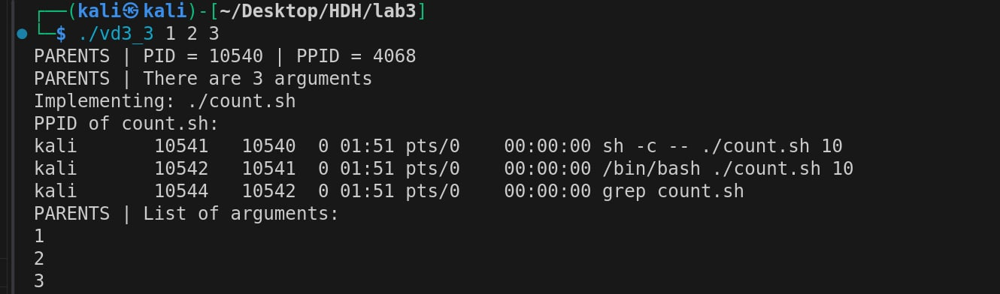 ┌──(kali㉿kali)-[~/Desktop/HDH/lab3]
└─$ ./vd3_3 1 2 3
PARENTS | PID = 10540 | PPID = 4068
PARENTS | There are 3 arguments
Implementing: ./count.sh
PPID of count.sh:
kali       10541   10540  0 01:51 pts/0    00:00:00 sh -c -- ./count.sh 10
kali       10542   10541  0 01:51 pts/0    00:00:00 /bin/bash ./count.sh 10
kali       10544   10542  0 01:51 pts/0    00:00:00 grep count.sh
PARENTS | List of arguments:
1
2
3